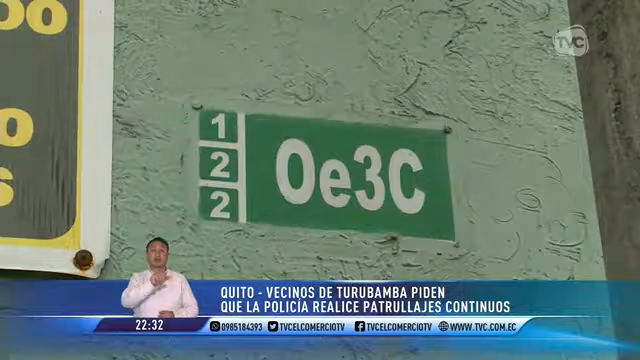 TVC
1
2
2
Oe3C
QUITO - VECINOS DE TURUBAMBA PIDEN
QUE LA POLICÍA REALICE PATRULLAJES CONTINUOS
22:32
0985184393 TVCELCOMERCIOTV TVCELCOMERCIOTV WWW.TVC.COM.EC